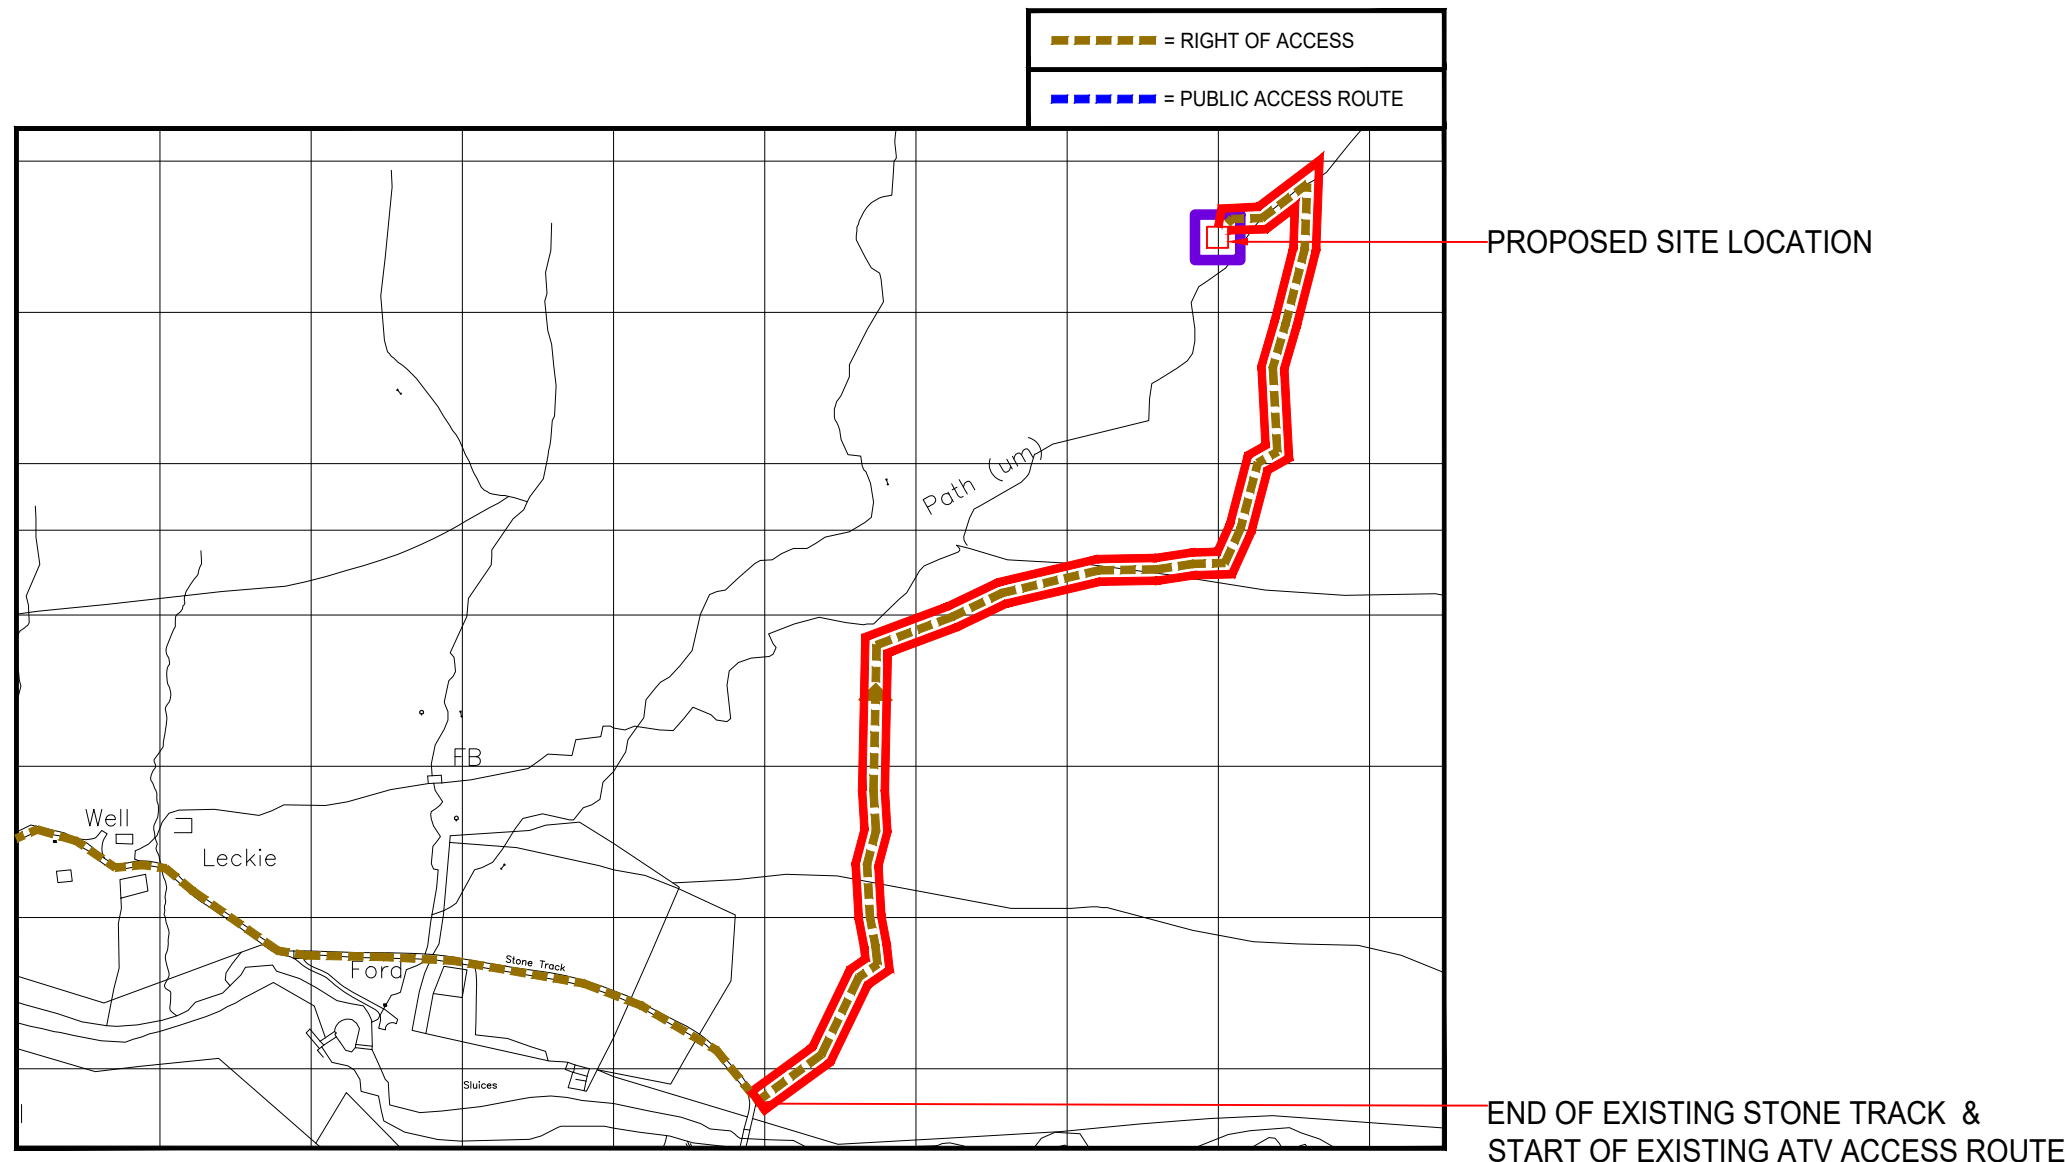 = RIGHT OF ACCESS
= PUBLIC ACCESS ROUTE
PROPOSED SITE LOCATION
Path (um)
FB
Well
Leckie
Stone Track
Ford
Sluices
END OF EXISTING STONE TRACK &
START OF EXISTING ATV ACCESS ROUTE